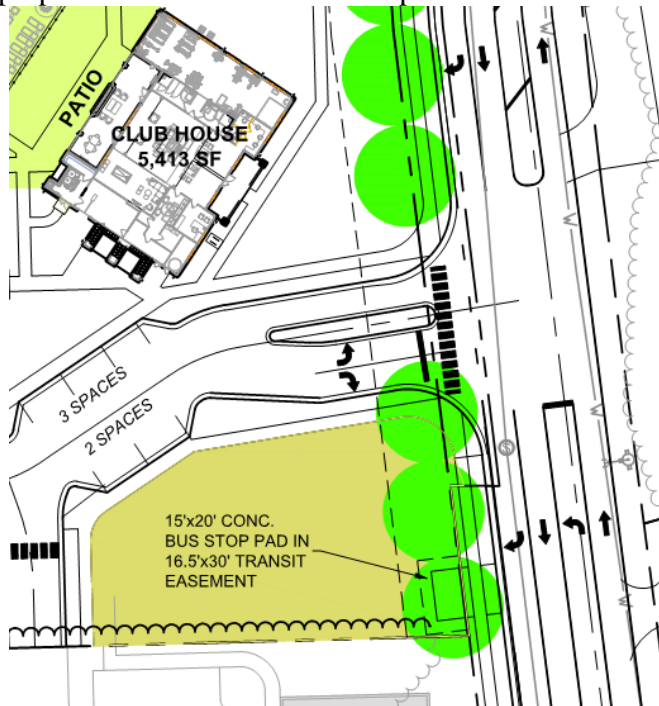 PATIO
CLUB HOUSE
5,413 SF
W
W
3 SPACES
2 SPACES
W
S
15'x20' CONC.
BUS STOP PAD IN
16.5'x30' TRANSIT
EASEMENT
W